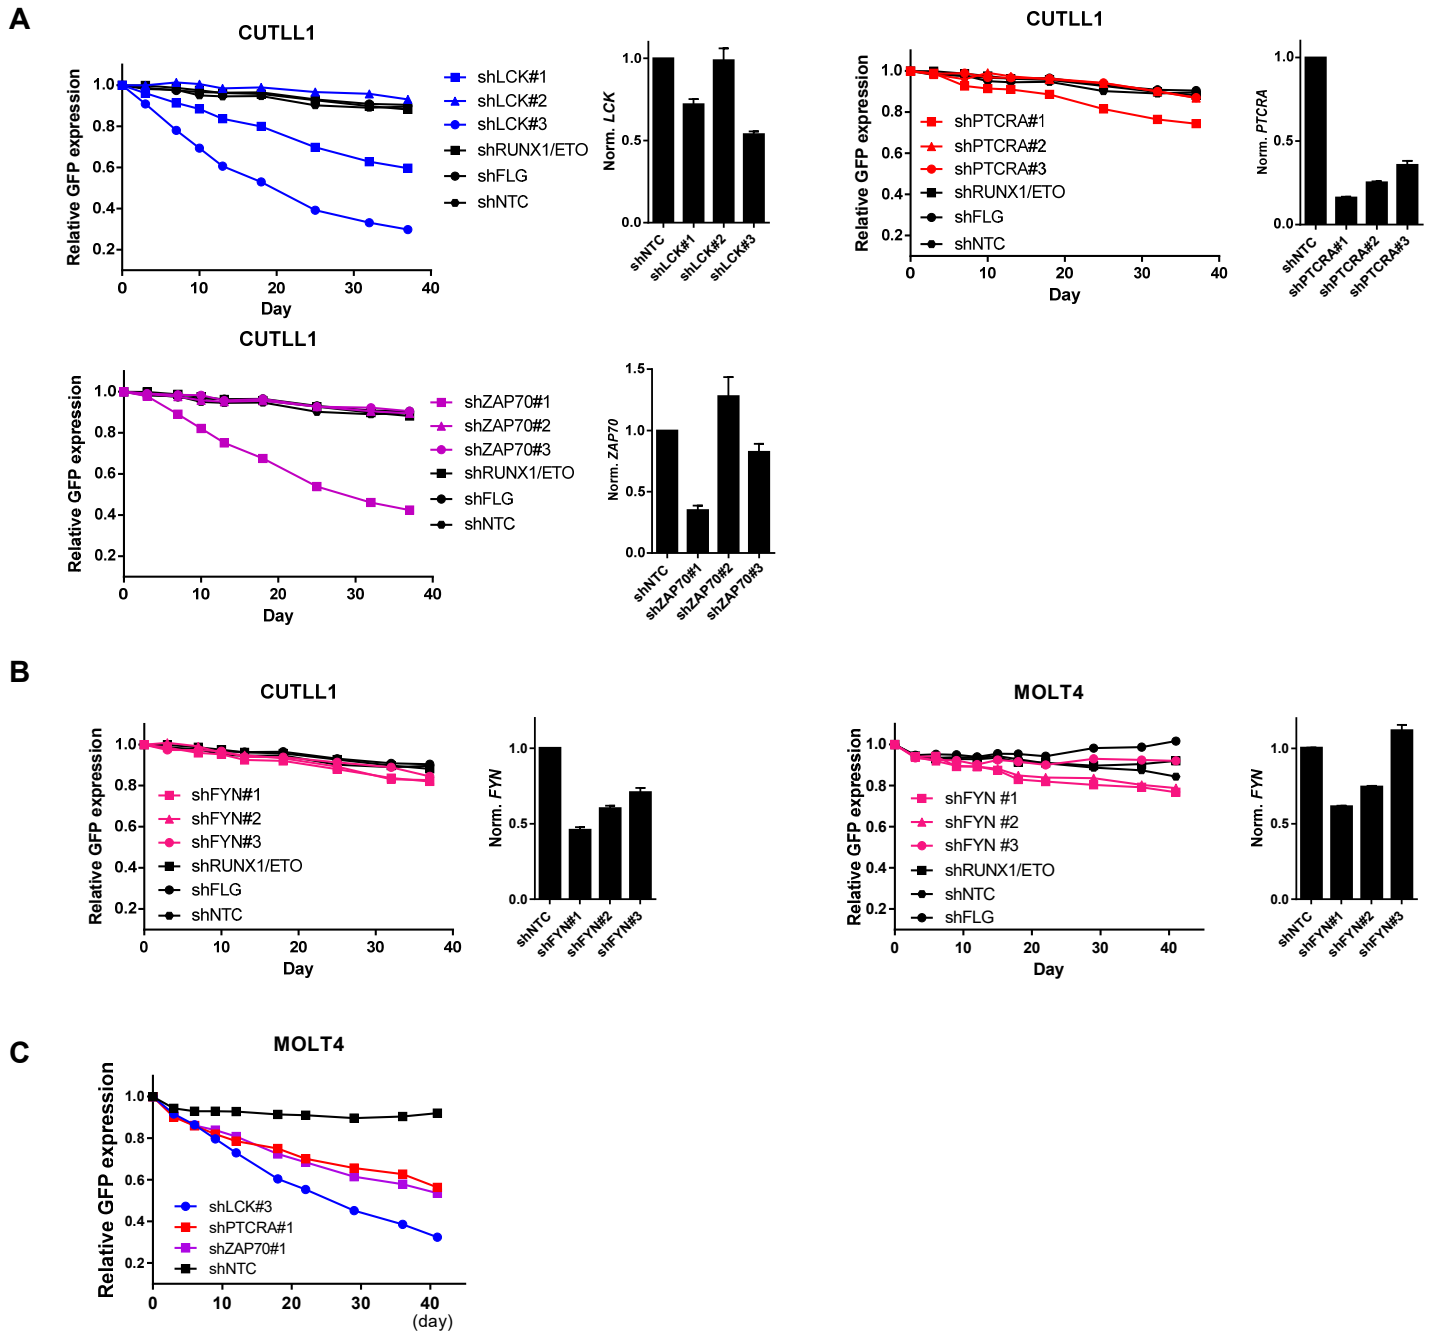 A
CUTLL1
Relative GFP expression
1.0
0.8
0.6
0.4
0.2
0 10 20 30 40
Day
shLCK#1
shLCK#2
shLCK#3
shRUNX1/ETO
shFLG
shNTC
Norm. LCK
1.0
0.5
0.0
shNTC
shLCK#1
shLCK#2
shLCK#3
CUTLL1
Relative GFP expression
1.0
0.8
0.6
0.4
0.2
0 10 20 30 40
Day
shPTCRA#1
shPTCRA#2
shPTCRA#3
shRUNX1/ETO
shFLG
shNTC
Norm. PTCRA
1.0
0.5
0.0
shNTC
shPTCRA#1
shPTCRA#2
shPTCRA#3
CUTLL1
Relative GFP expression
1.0
0.8
0.6
0.4
0.2
0 10 20 30 40
Day
shZAP70#1
shZAP70#2
shZAP70#3
shRUNX1/ETO
shFLG
shNTC
Norm. ZAP70
1.5
1.0
0.5
0.0
shNTC
shZAP70#1
shZAP70#2
shZAP70#3
B
CUTLL1
Relative GFP expression
1.0
0.8
0.6
0.4
0.2
0 10 20 30 40
Day
shFYN#1
shFYN#2
shFYN#3
shRUNX1/ETO
shFLG
shNTC
Norm. FYN
1.0
0.5
0.0
shNTC
shFYN#1
shFYN#2
shFYN#3
MOLT4
Relative GFP expression
1.0
0.8
0.6
0.4
0.2
0 10 20 30 40
Day
shFYN #1
shFYN #2
shFYN #3
shRUNX1/ETO
shNTC
shFLG
Norm. FYN
1.0
0.5
0.0
shNTC
shFYN#1
shFYN#2
shFYN#3
C
MOLT4
Relative GFP expression
1.0
0.8
0.6
0.4
0.2
0 10 20 30 40
(day)
shLCK#3
shPTCRA#1
shZAP70#1
shNTC